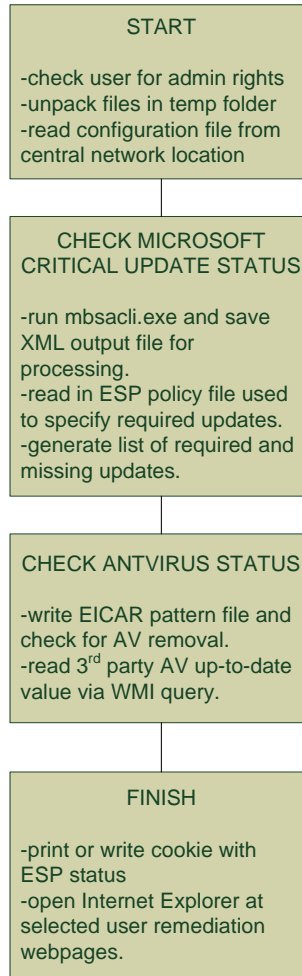 START
-check user for admin rights
-unpack files in temp folder
-read configuration file from
central network location
CHECK MICROSOFT
CRITICAL UPDATE STATUS
-run mbsacli.exe and save
XML output file for
processing.
-read in ESP policy file used
to specify required updates.
-generate list of required and
missing updates.
CHECK ANTVIRUS STATUS
-write EICAR pattern file and
check for AV removal.
-read 3rd party AV up-to-date
value via WMI query.
FINISH
-print or write cookie with
ESP status
-open Internet Explorer at
selected user remediation
webpages.